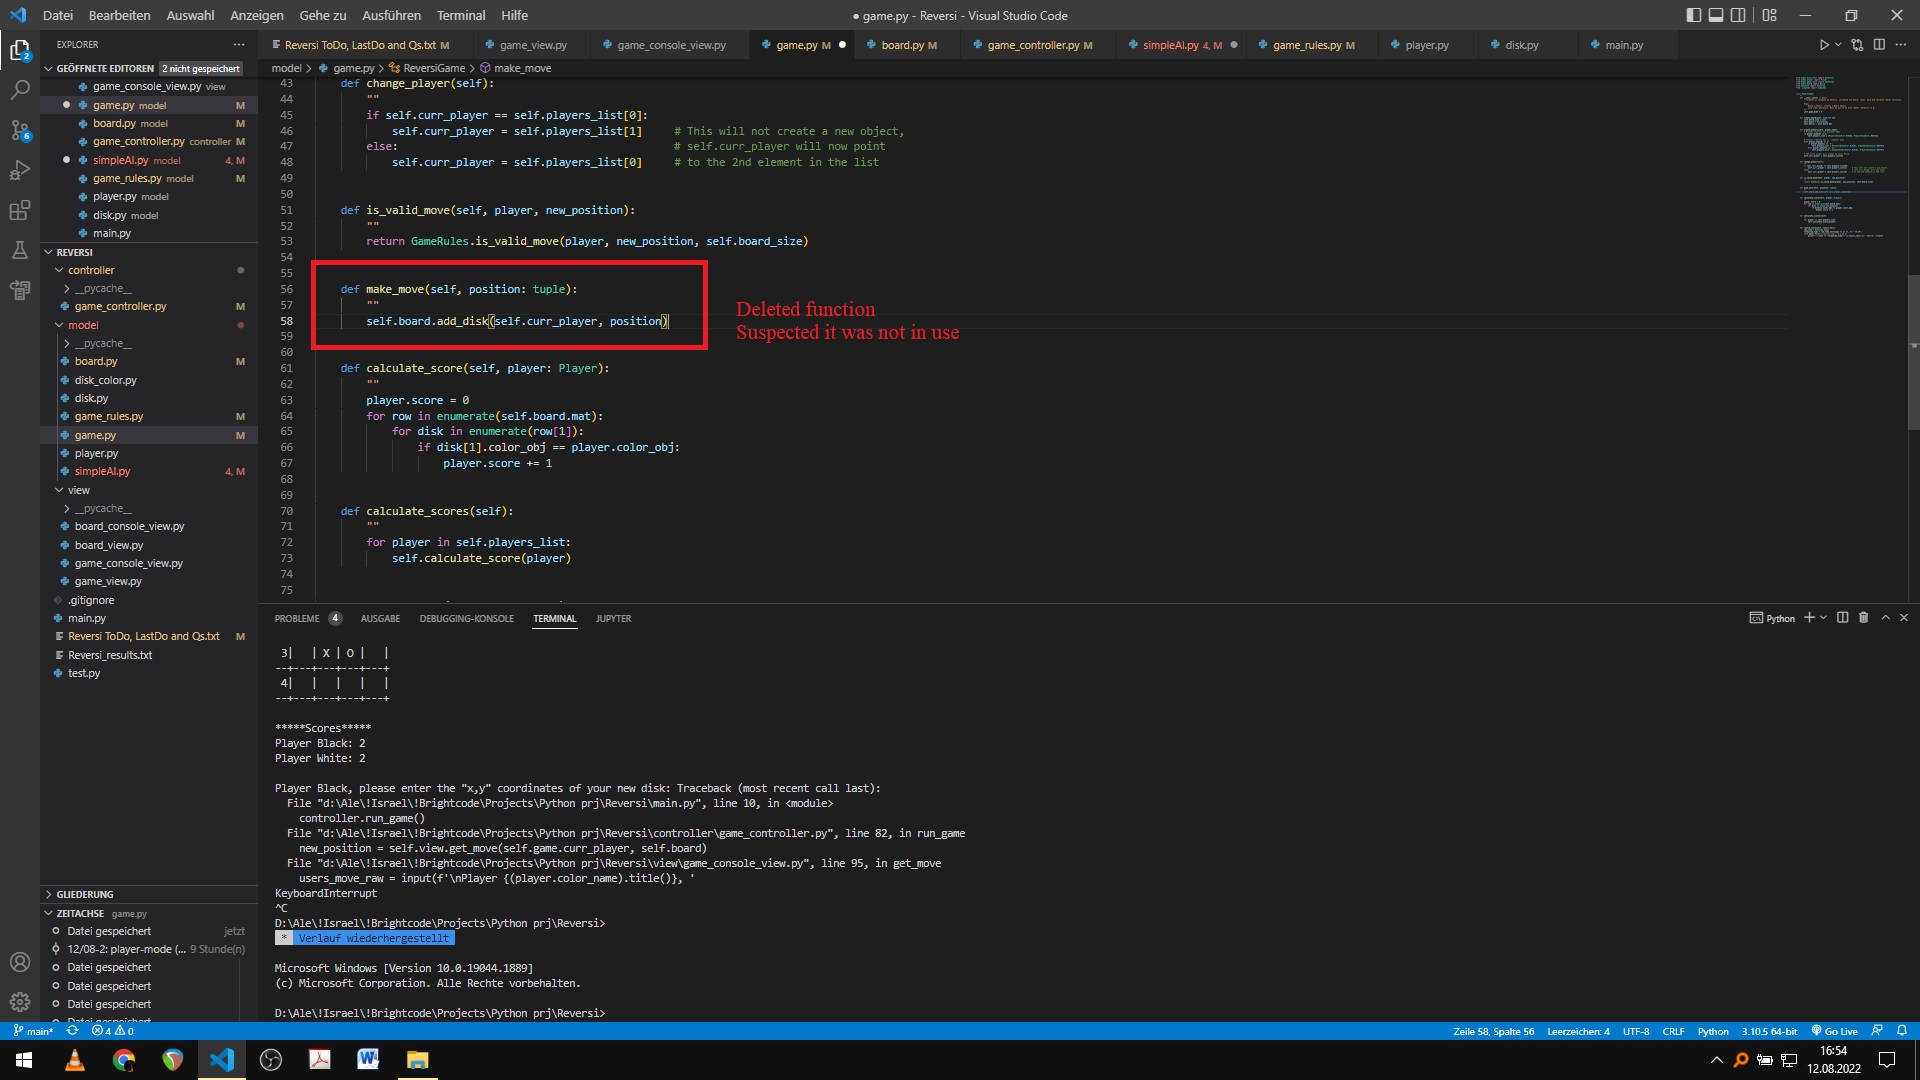 Datei Bearbeiten Auswahl Anzeigen Gehe zu Ausführen Terminal Hilfe
● game.py - Reversi - Visual Studio Code
EXPLORER
Reversi ToDo, LastDo and Qs.txt M game_view.py game_console_view.py game.py M board.py M game_controller.py M simpleAI.py 4, M game_rules.py M player.py disk.py main.py
GEÖFFNETE EDITOREN 2 nicht gespeichert
game_console_view.py view
game.py model M
board.py model M
game_controller.py controller M
simpleAI.py model 4, M
game_rules.py model M
player.py model
disk.py model
main.py
REVERSI
controller
__pycache__
game_controller.py M
model
__pycache__
board.py M
disk_color.py
disk.py
game_rules.py M
game.py M
player.py
simpleAI.py 4, M
view
__pycache__
board_console_view.py
board_view.py
game_console_view.py
game_view.py
.gitignore
main.py
Reversi ToDo, LastDo and Qs.txt M
Reversi_results.txt
test.py
GLIEDERUNG
ZEITACHSE game.py
Datei gespeichert jetzt
12/08-2: player-mode (... 9 Stunde(n)
Datei gespeichert
Datei gespeichert
Datei gespeichert
Datei gespeichert
model > game.py > ReversiGame > make_move
43 def change_player(self):
44 ""
45 if self.curr_player == self.players_list[0]:
46 self.curr_player = self.players_list[1] # This will not create a new object,
47 else: # self.curr_player will now point
48 self.curr_player = self.players_list[0] # to the 2nd element in the list
49
50
51 def is_valid_move(self, player, new_position):
52 ""
53 return GameRules.is_valid_move(player, new_position, self.board_size)
54
55
56 def make_move(self, position: tuple):
57 ""
58 self.board.add_disk(self.curr_player, position)
59
60
Deleted function
Suspected it was not in use
61 def calculate_score(self, player: Player):
62 ""
63 player.score = 0
64 for row in enumerate(self.board.mat):
65 for disk in enumerate(row[1]):
66 if disk[1].color_obj == player.color_obj:
67 player.score += 1
68
69
70 def calculate_scores(self):
71 ""
72 for player in self.players_list:
73 self.calculate_score(player)
74
75
PROBLEME 4 AUSGABE DEBUGGING-KONSOLE TERMINAL JUPYTER
Python
3| | X | O | |
--+---+---+---+---+
4| | | | |
--+---+---+---+---+
*****Scores*****
Player Black: 2
Player White: 2
Player Black, please enter the "x,y" coordinates of your new disk: Traceback (most recent call last):
File "d:\Ale\!Israel\!Brightcode\Projects\Python prj\Reversi\main.py", line 10, in <module>
controller.run_game()
File "d:\Ale\!Israel\!Brightcode\Projects\Python prj\Reversi\controller\game_controller.py", line 82, in run_game
new_position = self.view.get_move(self.game.curr_player, self.board)
File "d:\Ale\!Israel\!Brightcode\Projects\Python prj\Reversi\view\game_console_view.py", line 95, in get_move
users_move_raw = input(f'\nPlayer {(player.color_name).title()}, '
KeyboardInterrupt
^C
D:\Ale\!Israel\!Brightcode\Projects\Python prj\Reversi>
* Verlauf wiederhergestellt
Microsoft Windows [Version 10.0.19044.1889]
(c) Microsoft Corporation. Alle Rechte vorbehalten.
D:\Ale\!Israel\!Brightcode\Projects\Python prj\Reversi>
main* 4 0
Zeile 58, Spalte 56 Leerzeichen: 4 UTF-8 CRLF Python 3.10.5 64-bit Go Live
16:54
12.08.2022